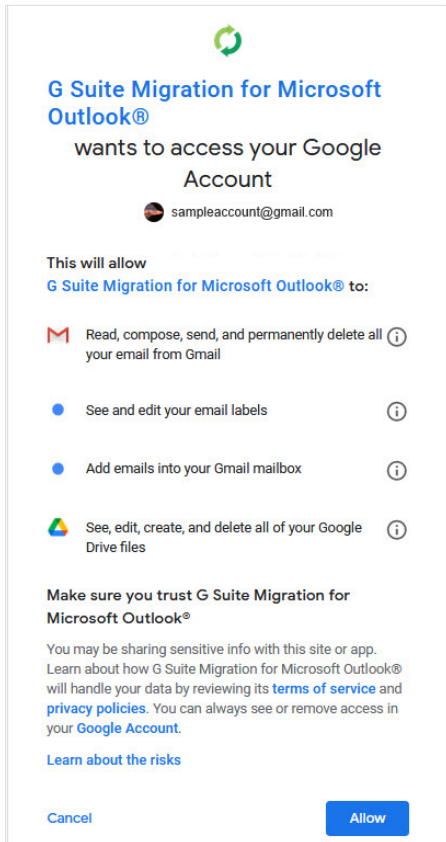 G Suite Migration for Microsoft
Outlook®
wants to access your Google
Account
sampleaccount@gmail.com
This will allow
G Suite Migration for Microsoft Outlook® to:
Read, compose, send, and permanently delete all
your email from Gmail
See and edit your email labels
Add emails into your Gmail mailbox
See, edit, create, and delete all of your Google
Drive files
Make sure you trust G Suite Migration for
Microsoft Outlook®
You may be sharing sensitive info with this site or app.
Learn about how G Suite Migration for Microsoft Outlook®
will handle your data by reviewing its terms of service and
privacy policies. You can always see or remove access in
your Google Account.
Learn about the risks
Cancel
Allow